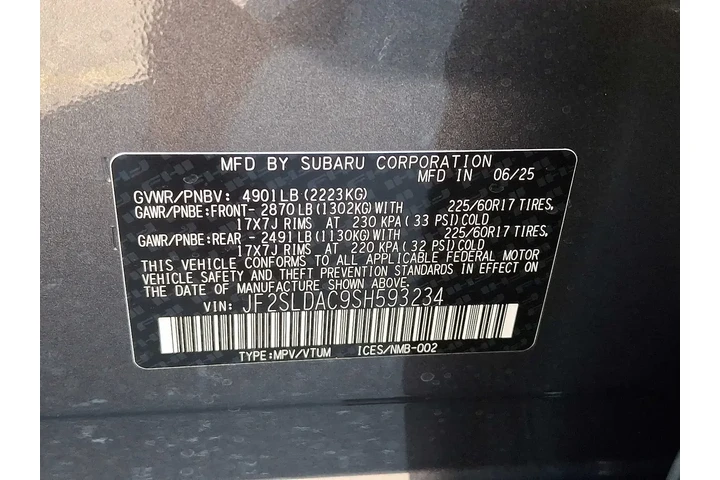 MFD BY SUBARU CORPORATION
MFD IN 06/25
GVWR/PNBV: 4901LB (2223KG)
GAWR/PNBE:FRONT- 2870LB(1302KG)WITH 225/60R17 TIRES,
17X7J RIMS AT 230 KPA( 33 PSI)COLD
GAWR/PNBE:REAR - 2491LB(1130KG)WITH 225/60R17 TIRES,
17X7J RIMS AT 220 KPA( 32 PSI)COLD
THIS VEHICLE CONFORMS TO ALL APPLICABLE FEDERAL MOTOR
VEHICLE SAFETY AND THEFT PREVENTION STANDARDS IN EFFECT ON
THE DATE OF MANUFACTURE SHOWN ABOVE.
VIN: JF2SLDAC9SH593234
TYPE:MPV/VTUM ICES/NMB-002